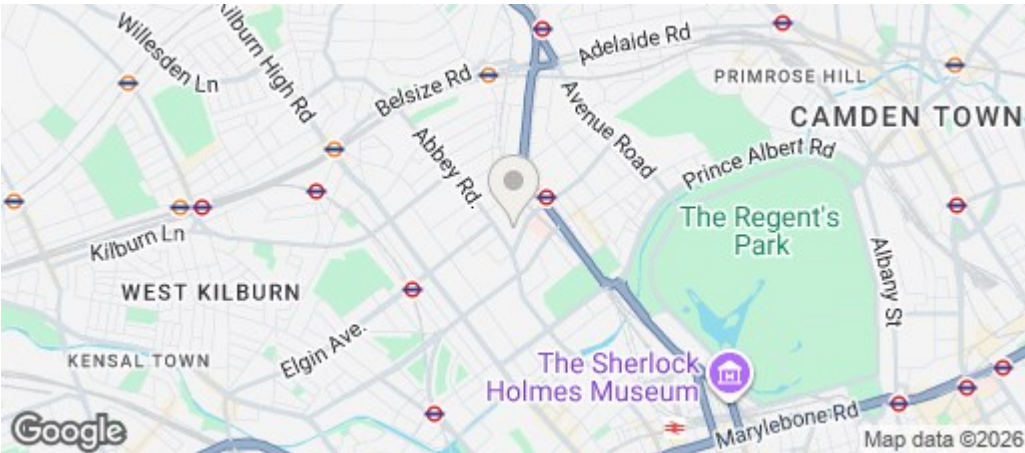 Willesden Ln
Kilburn High Rd
Adelaide Rd
PRIMROSE HILL
Belsize Rd
Avenue Road
CAMDEN TOWN
Abbey Rd.
Prince Albert Rd
The Regent's
Park
Kilburn Ln
Albany St
WEST KILBURN
Elgin Ave.
KENSAL TOWN
The Sherlock
Holmes Museum
Marylebone Rd
Google
Map data ©2026